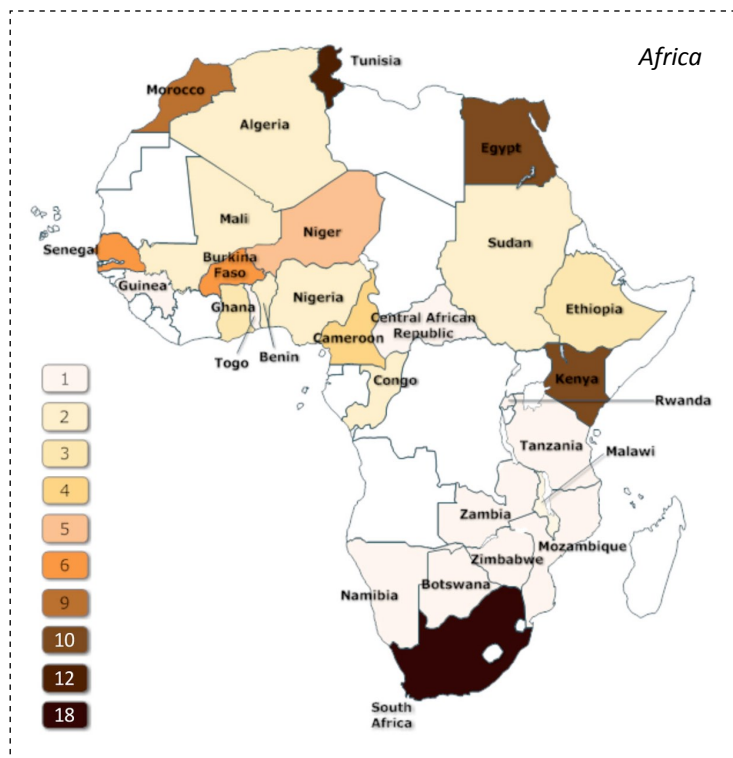 Africa
Tunisia
Morocco
Algeria
Egypt
Mali
Niger
Senegal
Sudan
Burkina
Faso
Guinea
Nigeria
Ghana
Ethiopia
Central African
Republic
Cameroon
Togo
Benin
Congo
Kenya
Rwanda
Tanzania
Malawi
Zambia
Mozambique
Zimbabwe
Botswana
Namibia
South
Africa
1
2
3
4
5
6
9
10
12
18